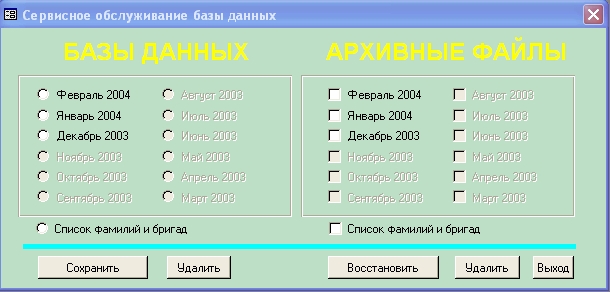 Сервисное обслуживание базы данных
БАЗЫ ДАННЫХ
Февраль 2004 Август 2003
Январь 2004 Июль 2003
Декабрь 2003 Июнь 2003
Ноябрь 2003 Май 2003
Октябрь 2003 Апрель 2003
Сентябрь 2003 Март 2003
Список фамилий и бригад
Сохранить Удалить
АРХИВНЫЕ ФАЙЛЫ
Февраль 2004 Август 2003
Январь 2004 Июль 2003
Декабрь 2003 Июнь 2003
Ноябрь 2003 Май 2003
Октябрь 2003 Апрель 2003
Сентябрь 2003 Март 2003
Список фамилий и бригад
Восстановить Удалить Выход